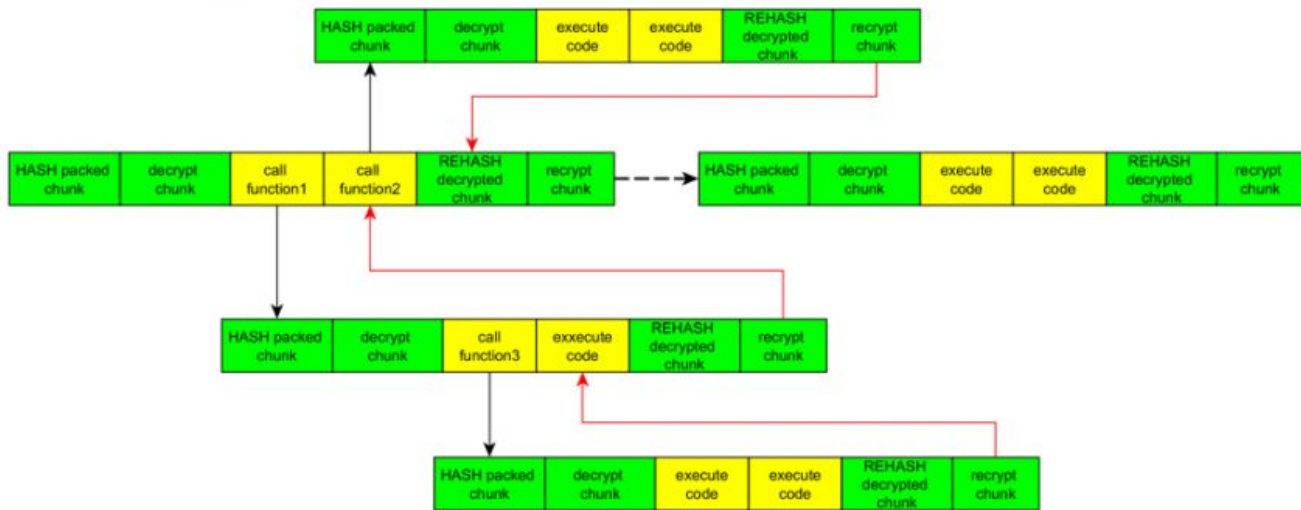 HASH packed
chunk
decrypt
chunk
execute
code
execute
code
REHASH
decrypted
chunk
recrypt
chunk
HASH packed
chunk
decrypt
chunk
call
function1
call
function2
REHASH
decrypted
chunk
recrypt
chunk
HASH packed
chunk
decrypt
chunk
execute
code
execute
code
REHASH
decrypted
chunk
recrypt
chunk
HASH packed
chunk
decrypt
chunk
call
function3
exxecute
code
REHASH
decrypted
chunk
recrypt
chunk
HASH packed
chunk
decrypt
chunk
execute
code
execute
code
REHASH
decrypted
chunk
recrypt
chunk